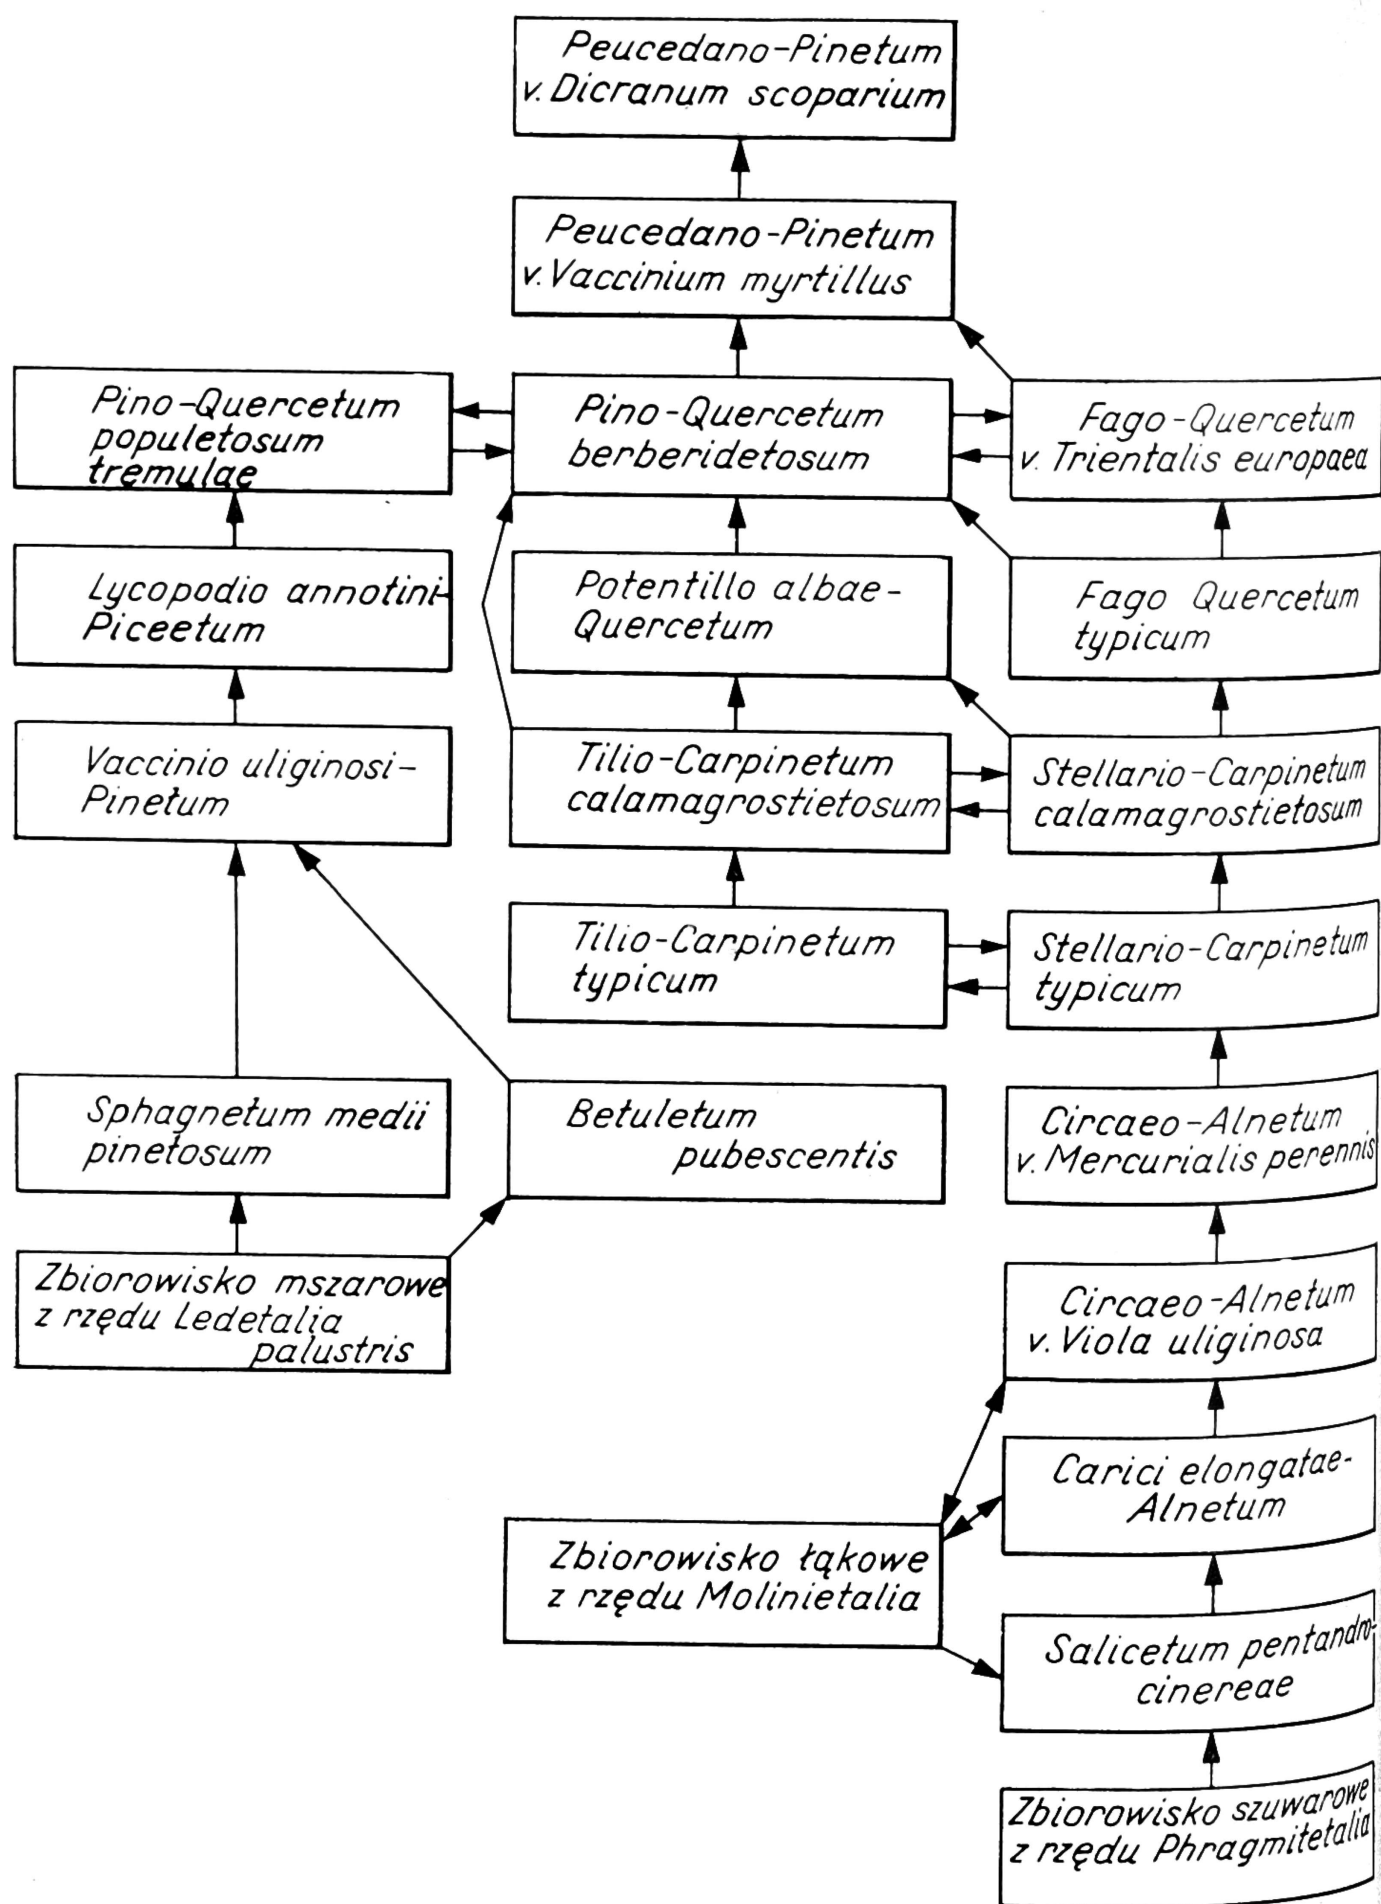 Peucedano-Pinetum
v. Dicranum scoparium
Peucedano-Pinetum
v. Vaccinium myrtillus
Pino-Quercetum
populetosum
tremulae
Pino-Quercetum
berberidetosum
Fago-Quercetum
v. Trientalis europaea
Lycopodio annotini-
Piceetum
Potentillo albae-
Quercetum
Fago Quercetum
typicum
Vaccinio uliginosi-
Pinetum
Tilio-Carpinetum
calamagrostietosum
Stellario-Carpinetum
calamagrostietosum
Tilio-Carpinetum
typicum
Stellario-Carpinetum
typicum
Sphagnetum medii
pinetosum
Betuletum
pubescentis
Circaeo-Alnetum
v. Mercurialis perennis
Zbiorowisko mszarowe
z rzędu Ledetalia
palustris
Circaeo-Alnetum
v. Viola uliginosa
Carici elongatae-
Alnetum
Zbiorowisko łąkowe
z rzędu Molinietalia
Salicetum pentandro-
cinereae
Zbiorowisko szuwarowe
z rzędu Phragmitetalia